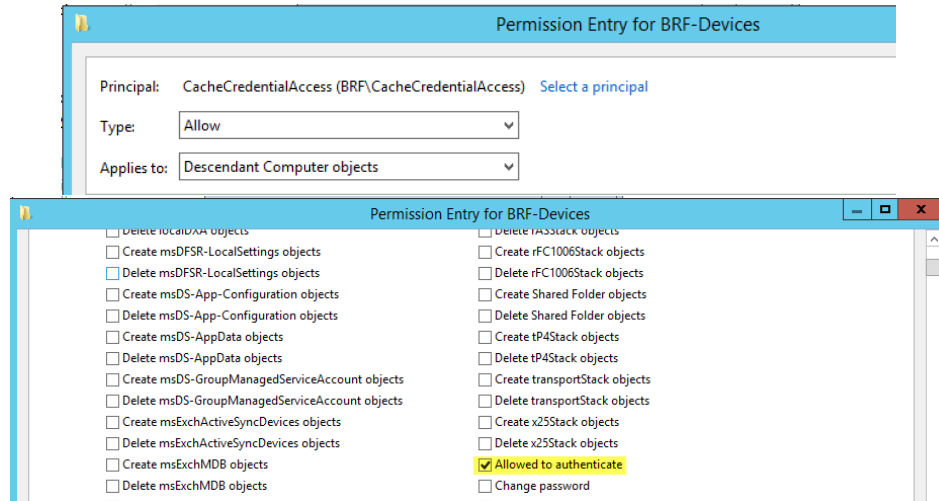 Permission Entry for BRF-Devices
Principal: CacheCredentialAccess (BRF\CacheCredentialAccess) Select a principal
Type: Allow
Applies to: Descendant Computer objects
Permission Entry for BRF-Devices
Delete localDXA objects
Delete rASStack objects
Create msDFSR-LocalSettings objects
Create rFC1006Stack objects
Delete msDFSR-LocalSettings objects
Delete rFC1006Stack objects
Create msDS-App-Configuration objects
Create Shared Folder objects
Delete msDS-App-Configuration objects
Delete Shared Folder objects
Create msDS-AppData objects
Create tP4Stack objects
Delete msDS-AppData objects
Delete tP4Stack objects
Create msDS-GroupManagedServiceAccount objects
Create transportStack objects
Delete msDS-GroupManagedServiceAccount objects
Delete transportStack objects
Create msExchActiveSyncDevices objects
Create x25Stack objects
Delete msExchActiveSyncDevices objects
Delete x25Stack objects
Create msExchMDB objects
Allowed to authenticate
Delete msExchMDB objects
Change password